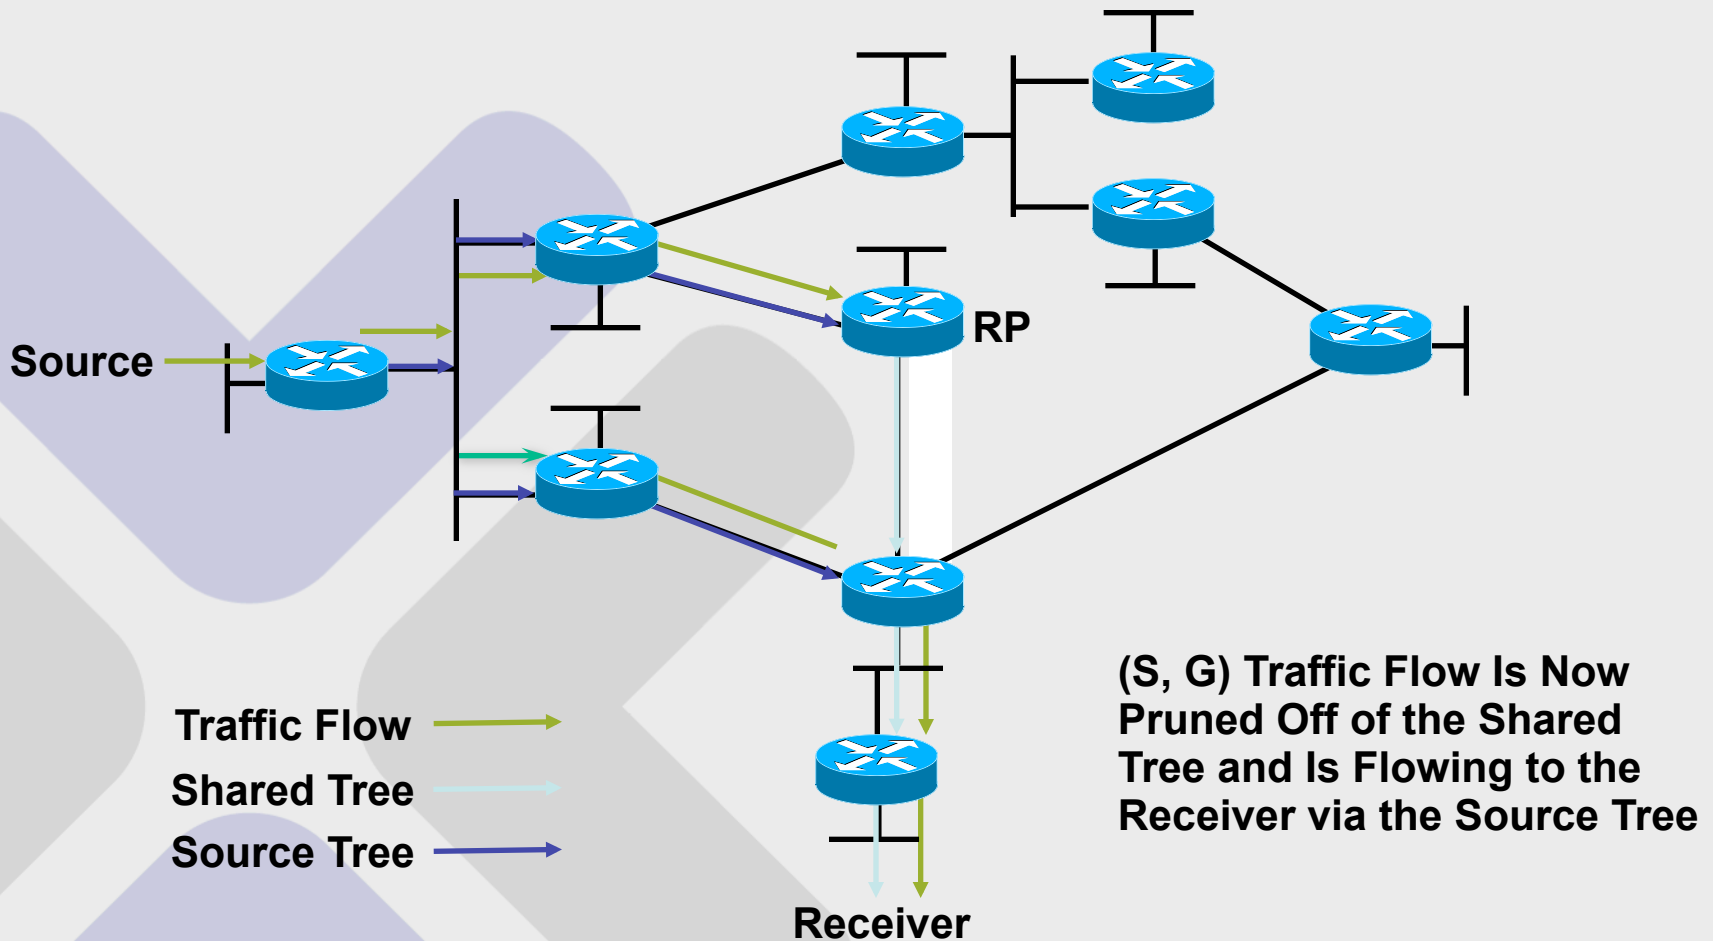 RP
Source
(S, G) Traffic Flow Is Now
Pruned Off of the Shared
Tree and Is Flowing to the
Receiver via the Source Tree
Traffic Flow
Shared Tree
Source Tree
Receiver